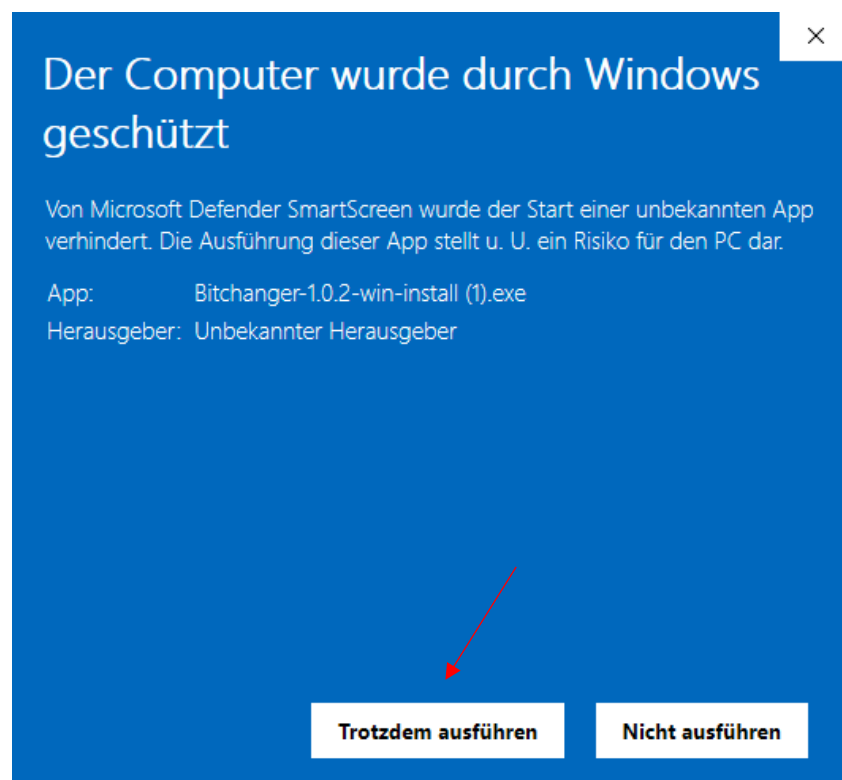 Der Computer wurde durch Windows
geschützt
Von Microsoft Defender SmartScreen wurde der Start einer unbekannten App
verhindert. Die Ausführung dieser App stellt u. U. ein Risiko für den PC dar.
App: Bitchanger-1.0.2-win-install (1).exe
Herausgeber: Unbekannter Herausgeber
Trotzdem ausführen Nicht ausführen